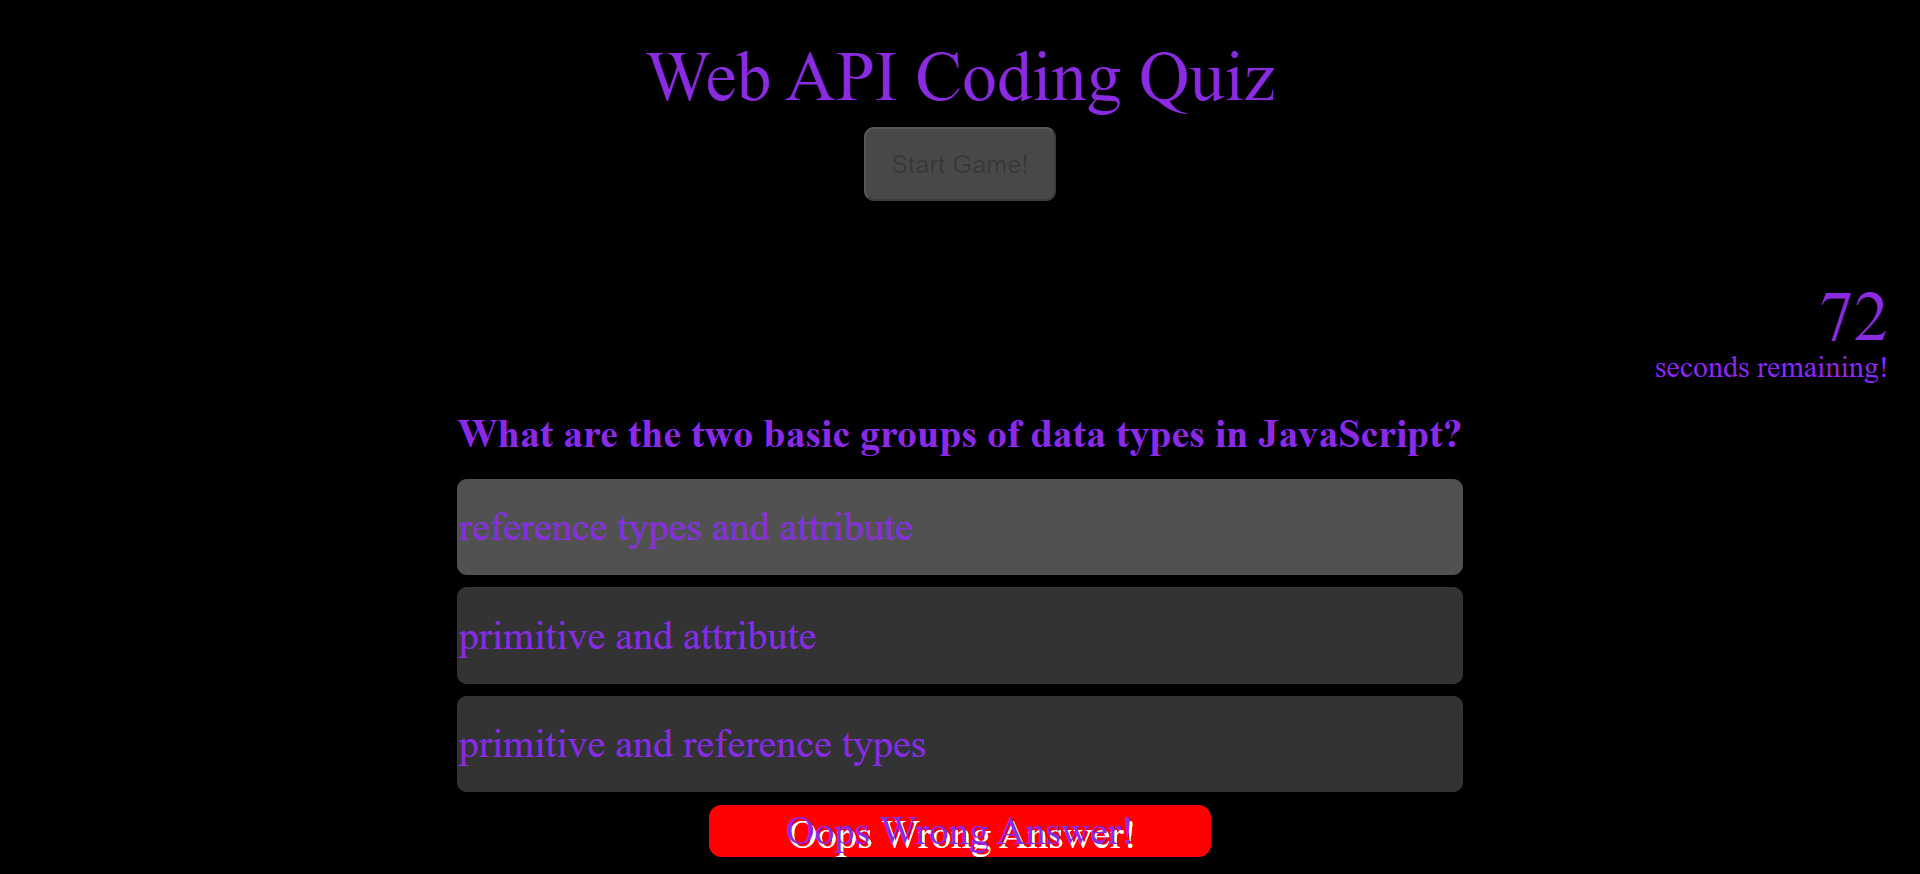 Web API Coding Quiz
Start Game!
72
seconds remaining!
What are the two basic groups of data types in JavaScript?
reference types and attribute
primitive and attribute
primitive and reference types
Oops Wrong Answer!